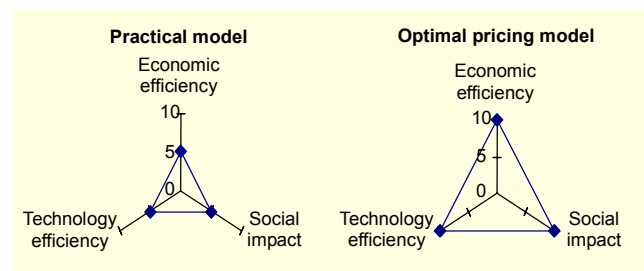 Practical model
Economic
efficiency
10
5
0
Technology
efficiency
Social
impact
Optimal pricing model
Economic
efficiency
10
5
0
Technology
efficiency
Social
impact